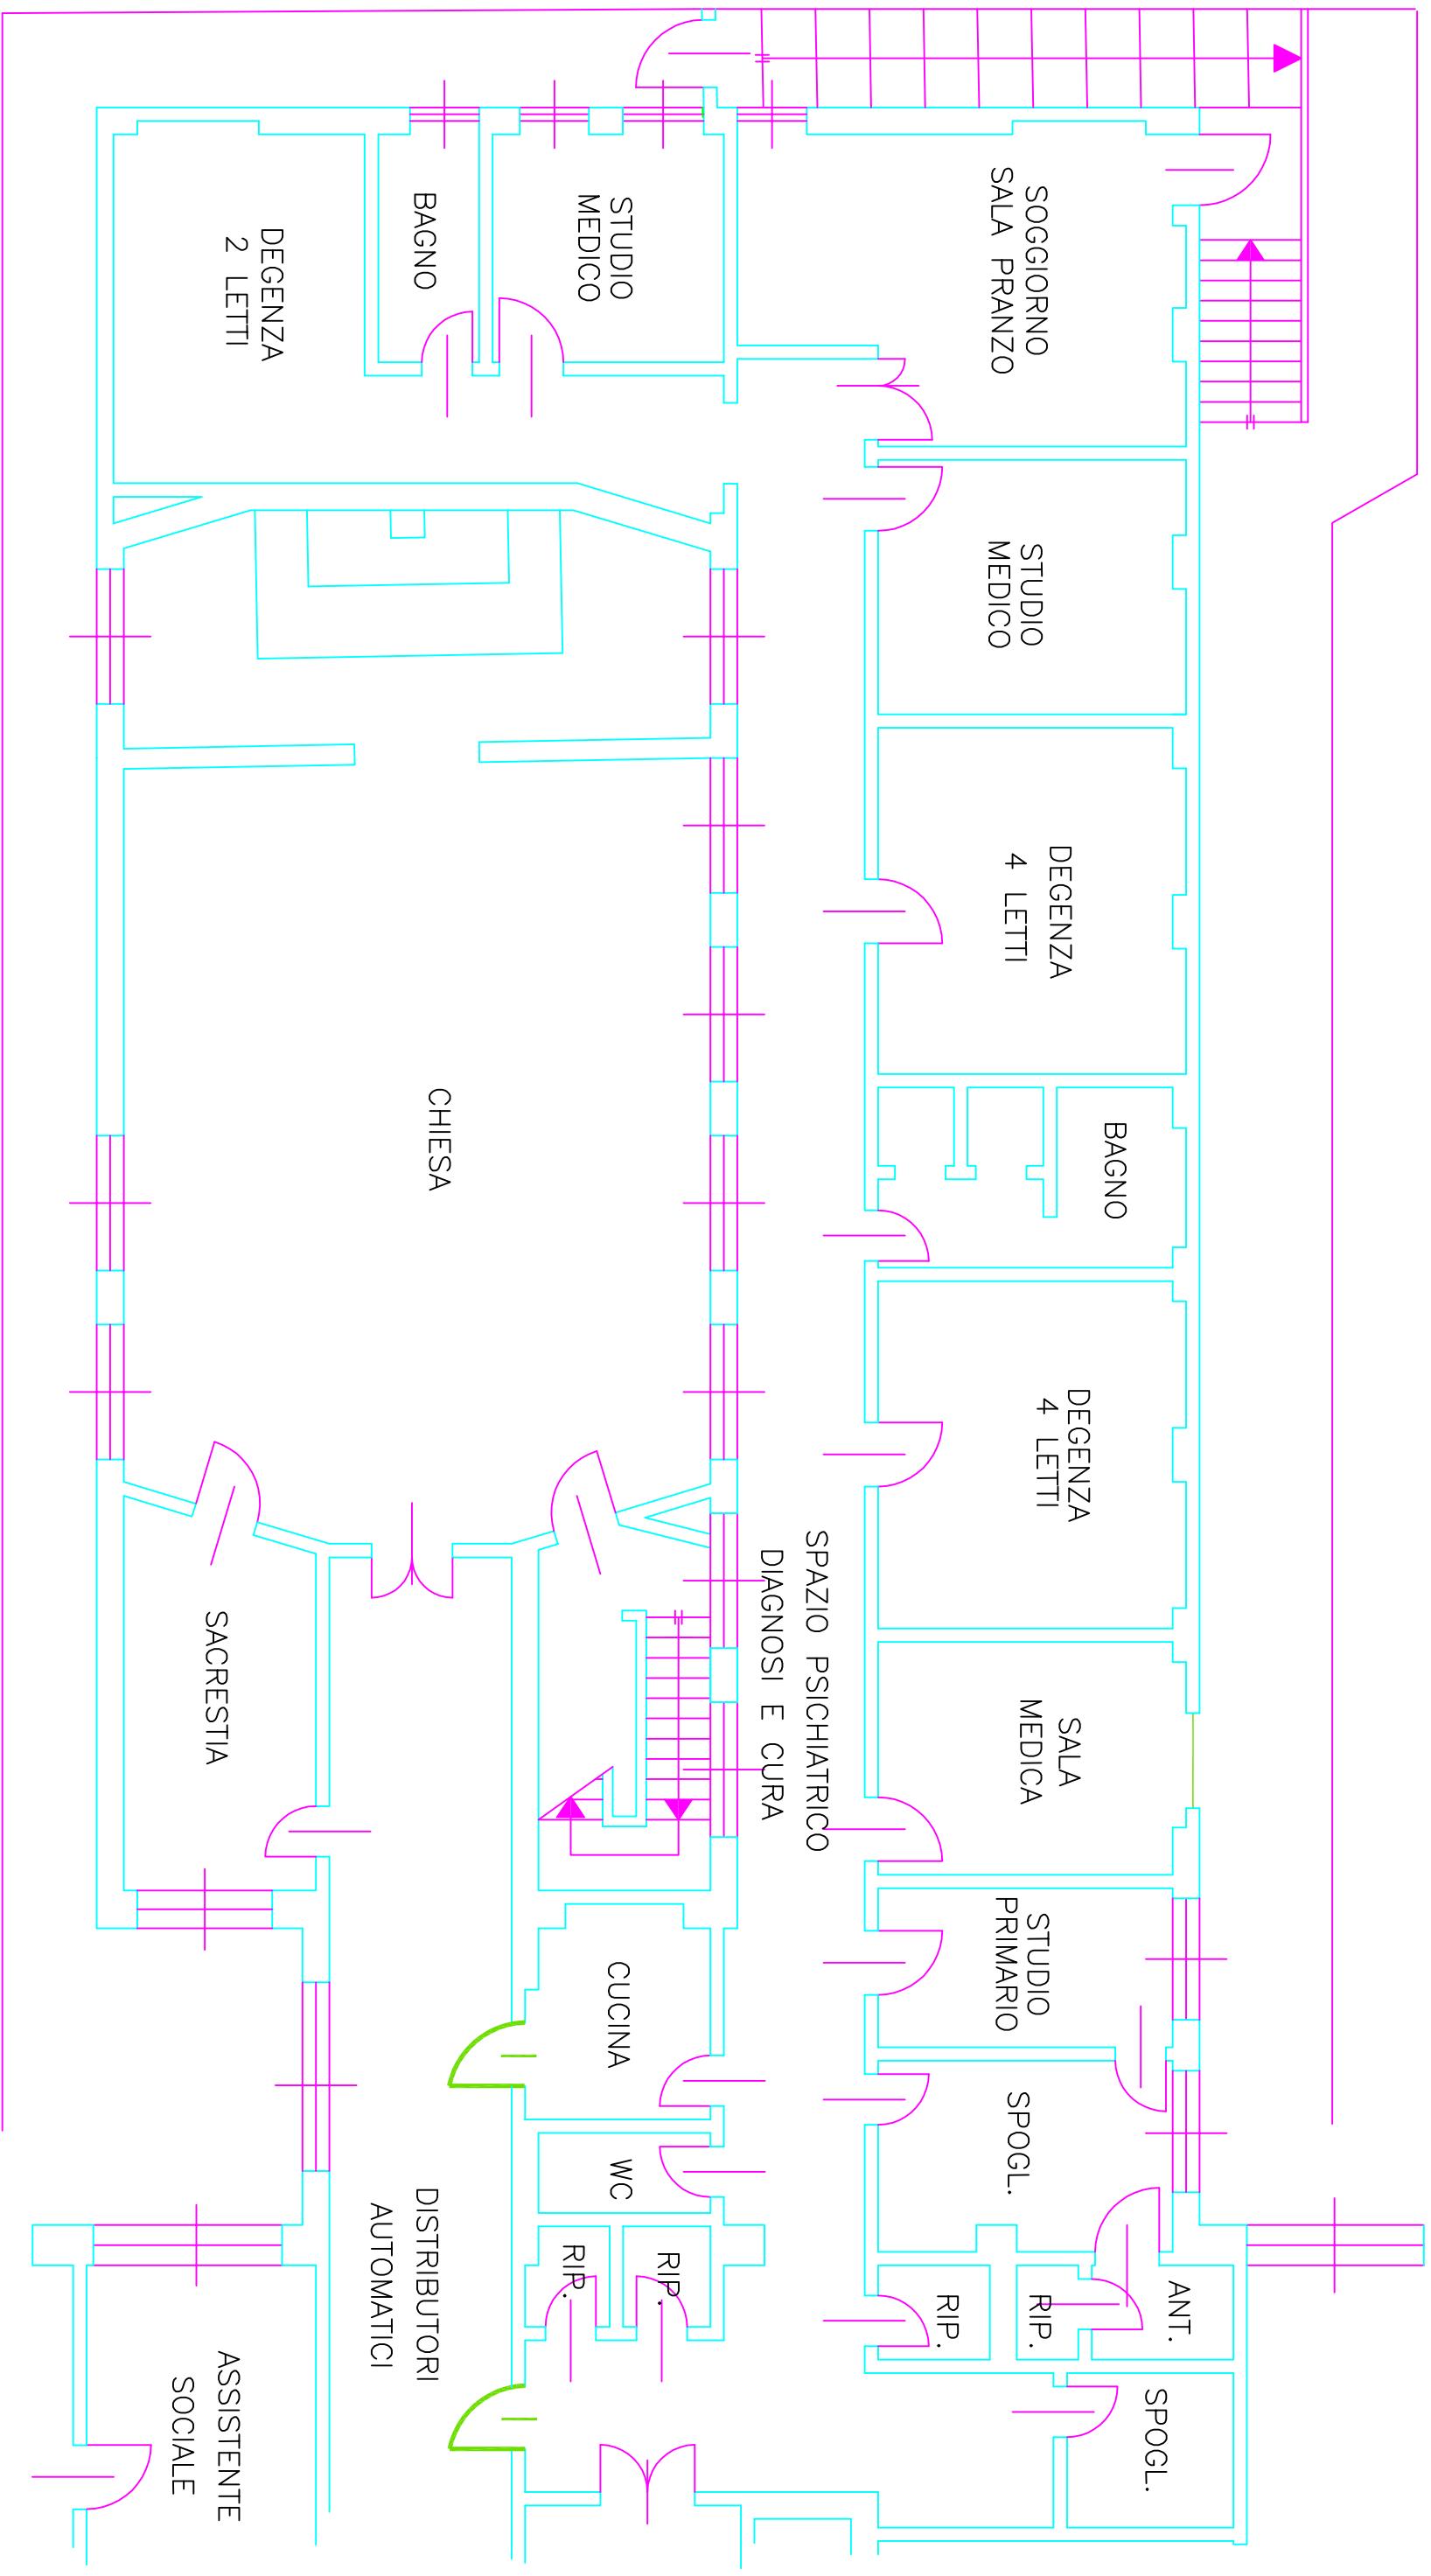 SOGGIORNO
SALA PRANZO
STUDIO
MEDICO
BAGNO
DEGENZA
2 LETTI
STUDIO
MEDICO
DEGENZA
4 LETTI
BAGNO
CHIESA
DEGENZA
4 LETTI
SPAZIO PSICHIATRICO
DIAGNOSI E CURA
SALA
MEDICA
SACRESTIA
STUDIO
PRIMARIO
CUCINA
SPOGL.
WC
RIP.
RIP.
ANT.
RIP.
RIP.
DISTRIBUTORI
AUTOMATICI
SPOGL.
ASSISTENTE
SOCIALE